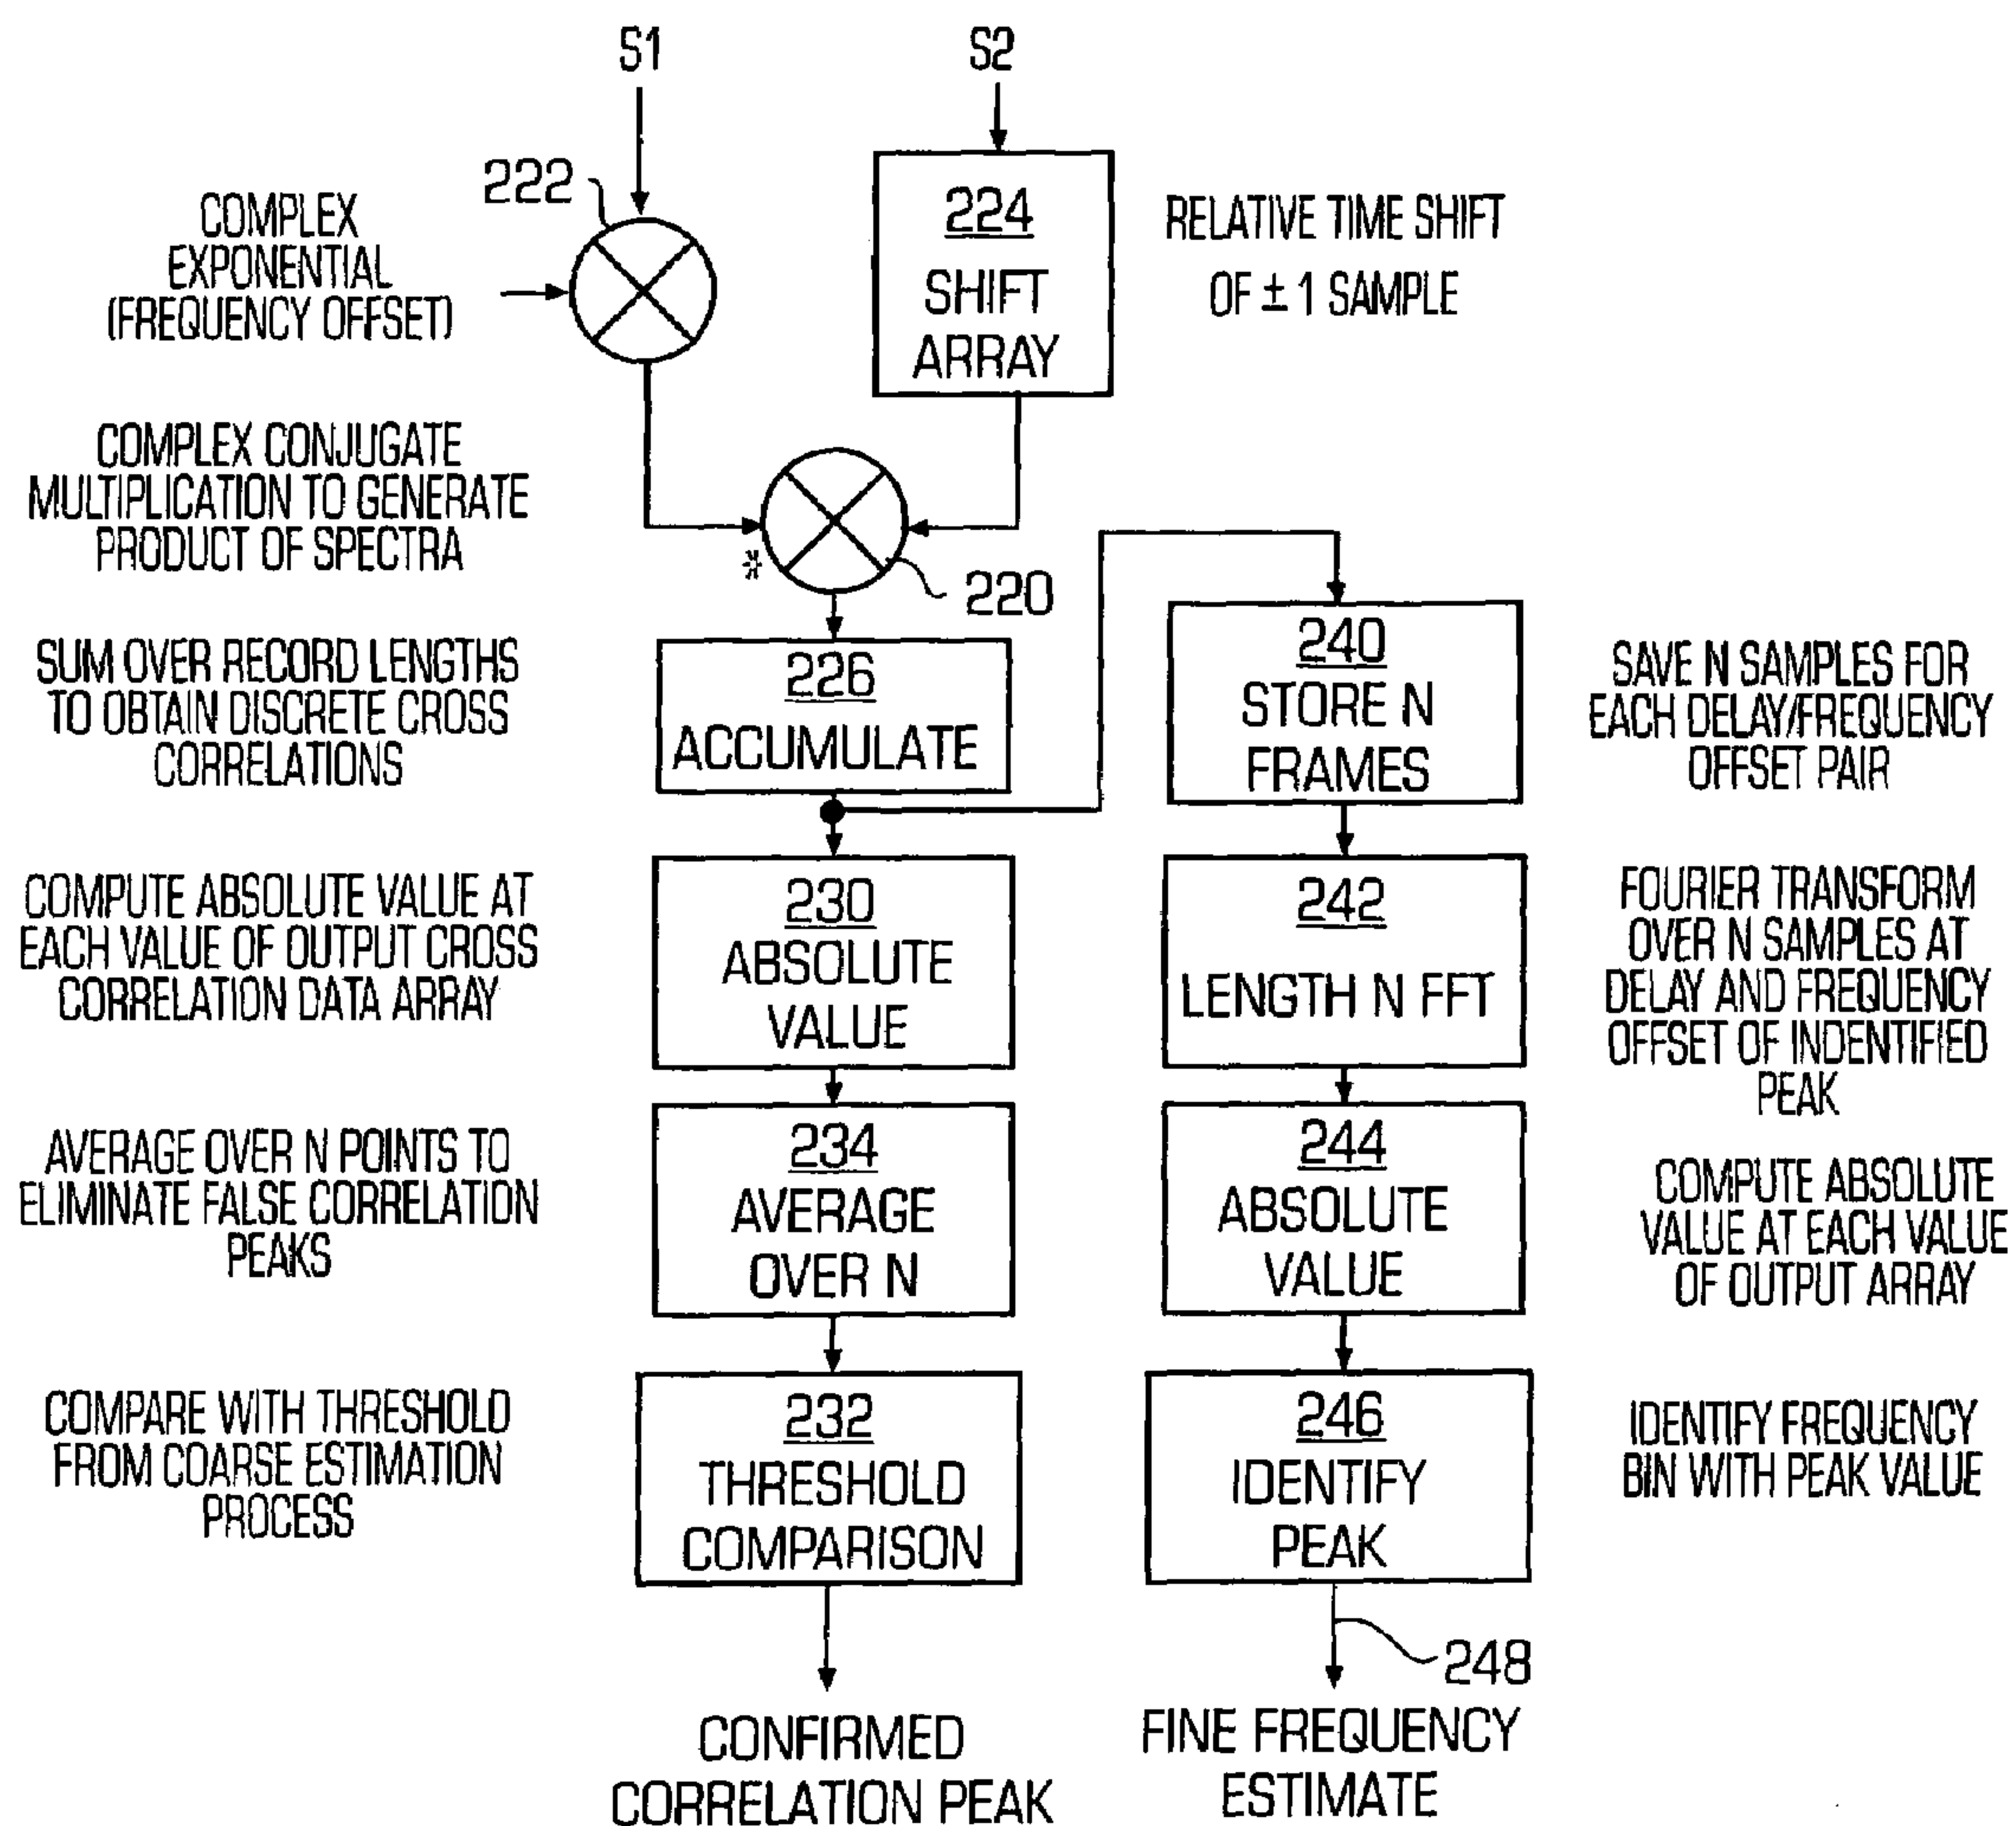 S1
S2
222
COMPLEX
EXPONENTIAL
(FREQUENCY OFFSET)
224
SHIFT
ARRAY
RELATIVE TIME SHIFT
OF ± 1 SAMPLE
COMPLEX CONJUGATE
MULTIPLICATION TO GENERATE
PRODUCT OF SPECTRA
*
220
SUM OVER RECORD LENGTHS
TO OBTAIN DISCRETE CROSS
CORRELATIONS
226
ACCUMULATE
240
STORE N
FRAMES
SAVE N SAMPLES FOR
EACH DELAY/FREQUENCY
OFFSET PAIR
COMPUTE ABSOLUTE VALUE AT
EACH VALUE OF OUTPUT CROSS
CORRELATION DATA ARRAY
230
ABSOLUTE
VALUE
242
LENGTH N FFT
FOURIER TRANSFORM
OVER N SAMPLES AT
DELAY AND FREQUENCY
OFFSET OF INDENTIFIED
PEAK
AVERAGE OVER N POINTS TO
ELIMINATE FALSE CORRELATION
PEAKS
234
AVERAGE
OVER N
244
ABSOLUTE
VALUE
COMPUTE ABSOLUTE
VALUE AT EACH VALUE
OF OUTPUT ARRAY
COMPARE WITH THRESHOLD
FROM COARSE ESTIMATION
PROCESS
232
THRESHOLD
COMPARISON
246
IDENTIFY
PEAK
IDENTIFY FREQUENCY
BIN WITH PEAK VALUE
248
CONFIRMED
CORRELATION PEAK
FINE FREQUENCY
ESTIMATE